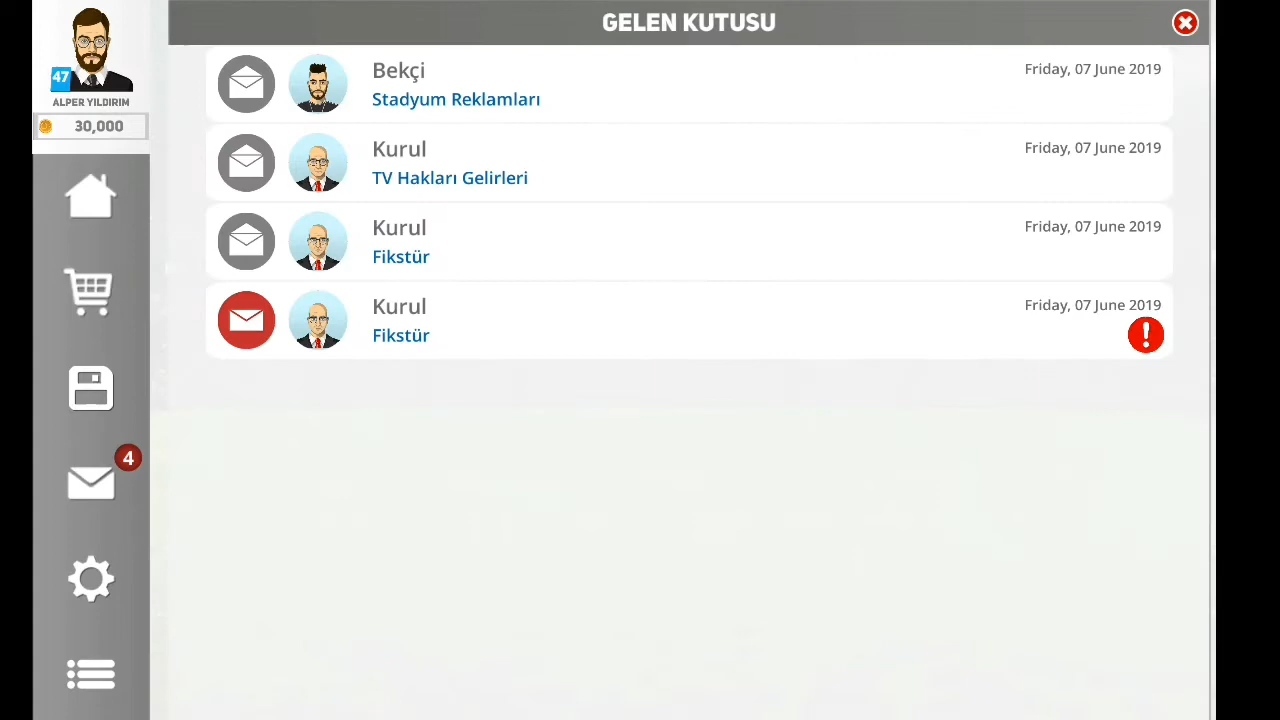 GELEN KUTUSU
47
ALPER YILDIRIM
30,000
Bekçi
Friday, 07 June 2019
Stadyum Reklamları
Kurul
Friday, 07 June 2019
TV Hakları Gelirleri
Kurul
Friday, 07 June 2019
Fikstür
Kurul
Friday, 07 June 2019
Fikstür
!
4